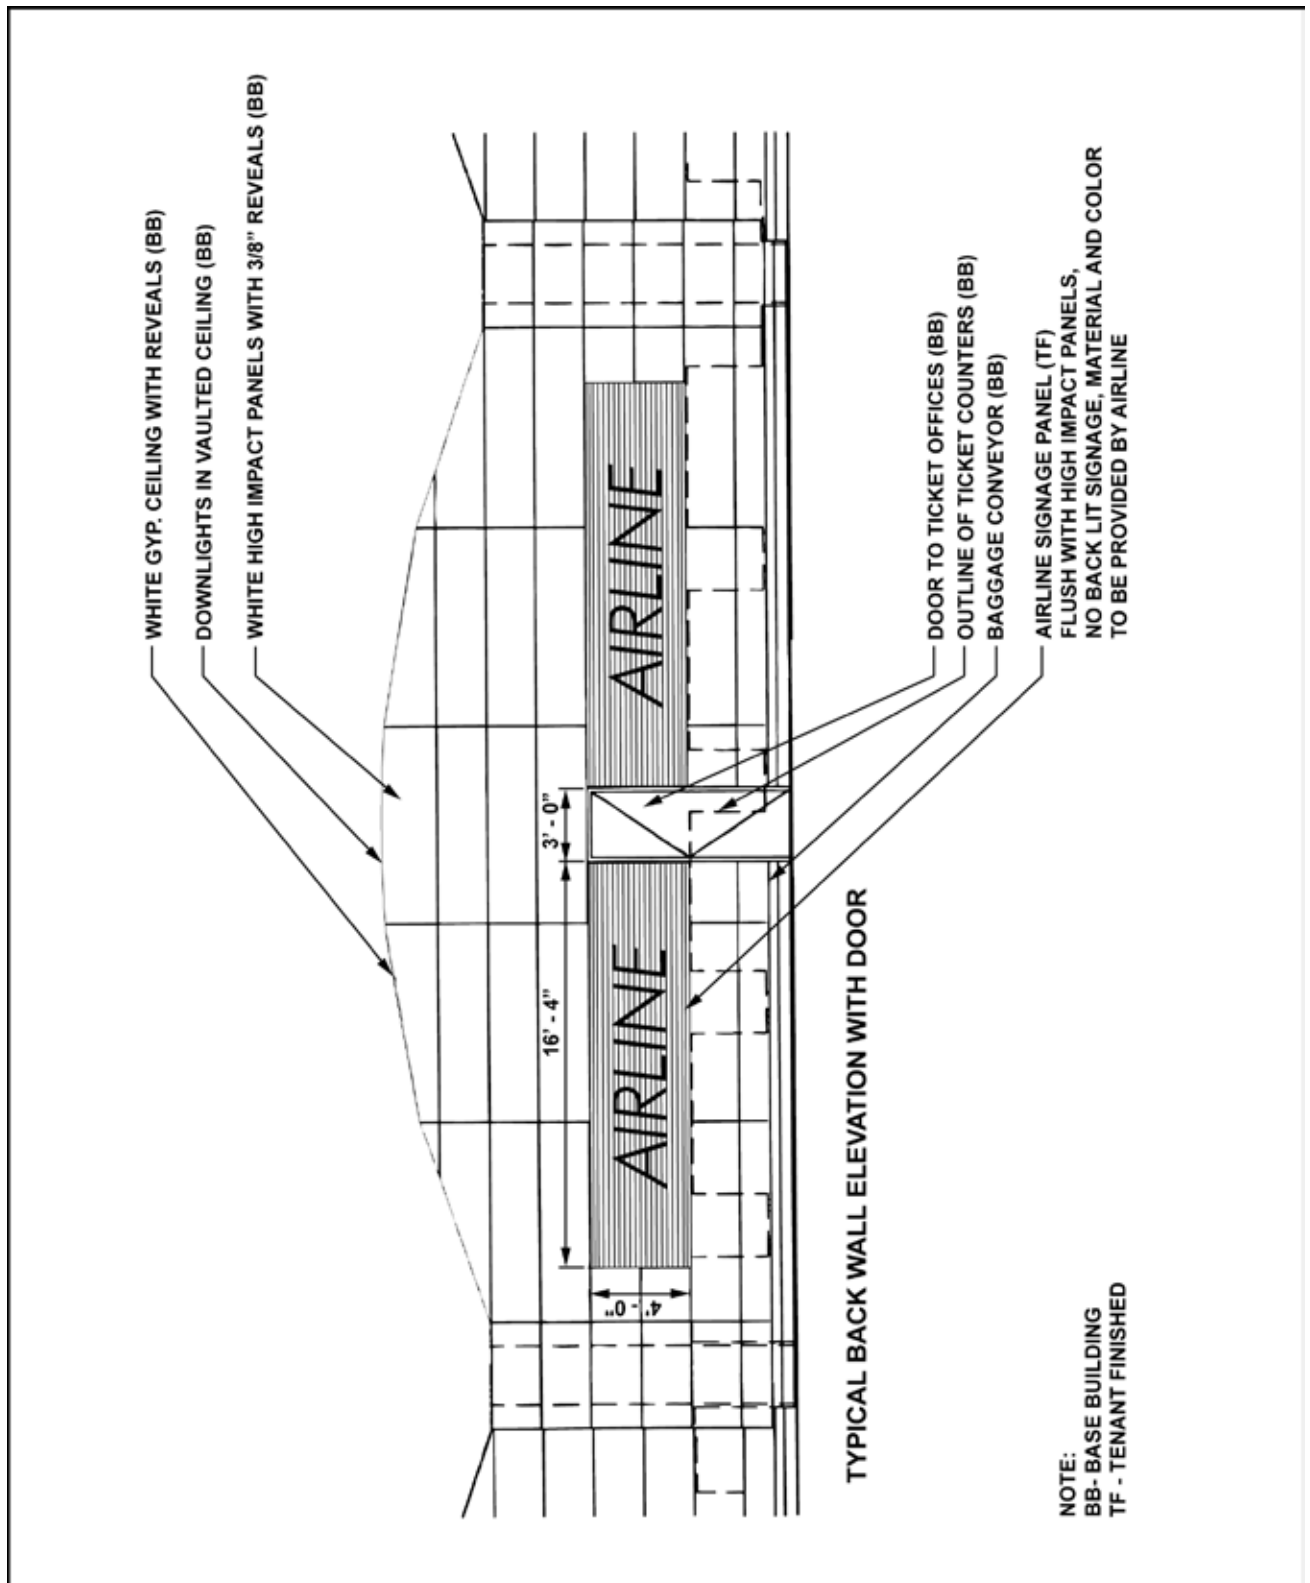 WHITE GYP. CEILING WITH REVEALS (BB)
DOWNLIGHTS IN VAULTED CEILING (BB)
WHITE HIGH IMPACT PANELS WITH 3/8" REVEALS (BB)
16' - 4"
3' - 0"
4' - 0"
AIRLINE
AIRLINE
DOOR TO TICKET OFFICES (BB)
OUTLINE OF TICKET COUNTERS (BB)
BAGGAGE CONVEYOR (BB)
AIRLINE SIGNAGE PANEL (TF)
FLUSH WITH HIGH IMPACT PANELS,
NO BACK LIT SIGNAGE, MATERIAL AND COLOR
TO BE PROVIDED BY AIRLINE
TYPICAL BACK WALL ELEVATION WITH DOOR
NOTE:
BB- BASE BUILDING
TF - TENANT FINISHED